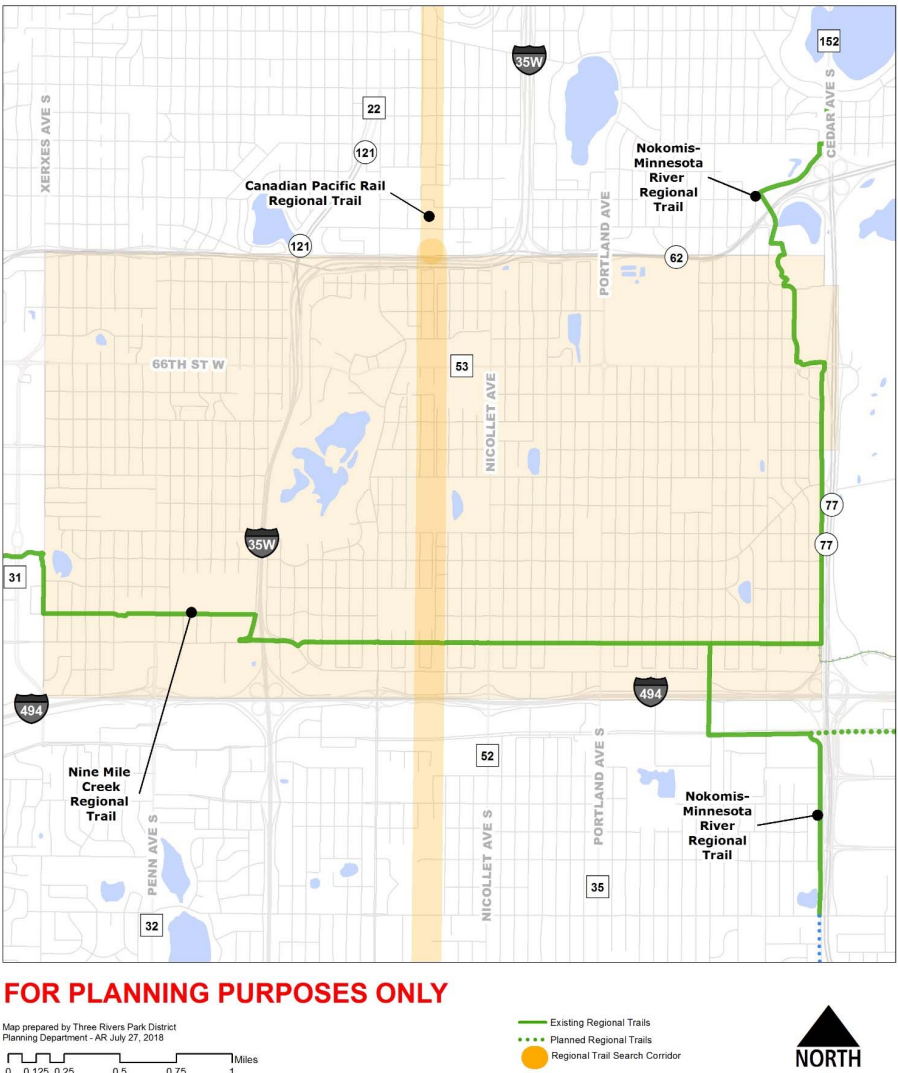 152
35W
XERXES AVE S
22
CEDAR AVE S
121
Nokomis-
Minnesota
River
Regional
Trail
Canadian Pacific Rail
Regional Trail
PORTLAND AVE
121
62
66TH ST W
53
NICOLLET AVE
77
35W
77
31
494
494
52
Nine Mile
Creek
Regional
Trail
PORTLAND AVE S
Nokomis-
Minnesota
River
Regional
Trail
PENN AVE S
NICOLLET AVE S
35
32
FOR PLANNING PURPOSES ONLY
Map prepared by Three Rivers Park District
Planning Department - AR July 27, 2018
Miles
0 0.125 0.25 0.5 0.75 1
Existing Regional Trails
Planned Regional Trails
Regional Trail Search Corridor
NORTH